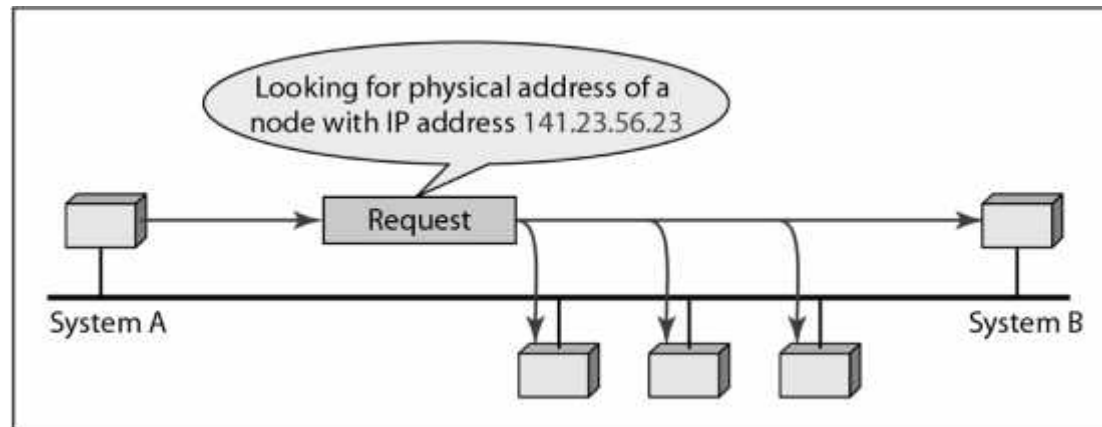 Looking for physical address of a
node with IP address 141.23.56.23
Request
System A
System B